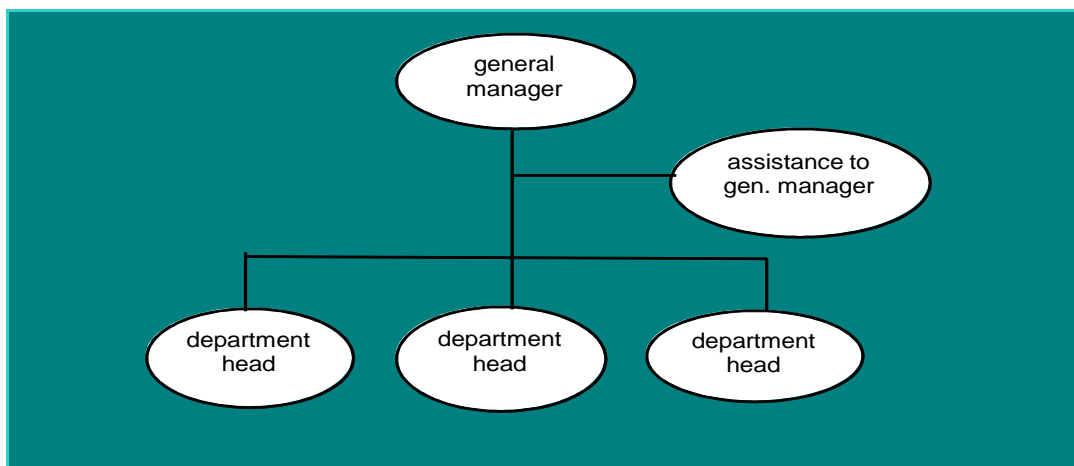 general
manager
assistance to
gen. manager
department
head
department
head
department
head